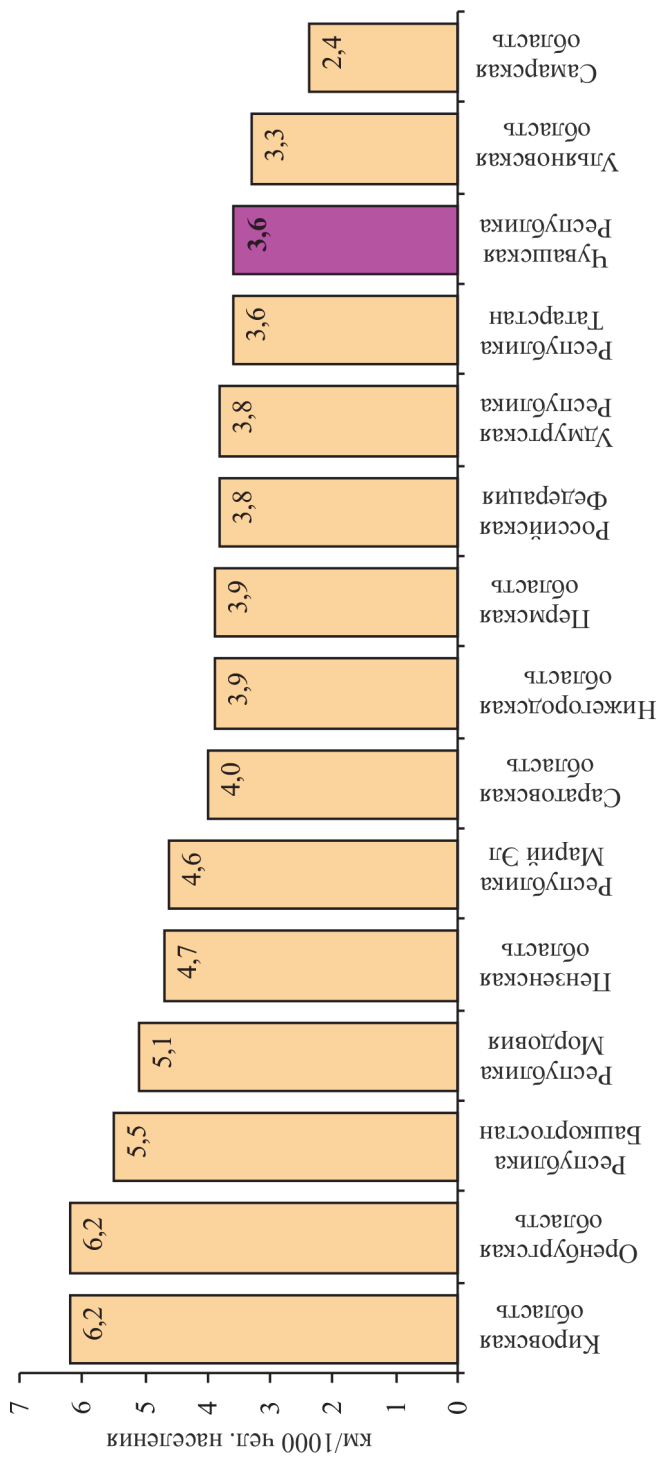 км/1000 чел. населения
7
6
5
4
3
2
1
0
6,2
6,2
5,5
5,1
4,7
4,6
4,0
3,9
3,9
3,8
3,8
3,6
3,6
3,3
2,4
Кировская
область
Оренбургская
область
Республика
Башкортостан
Республика
Мордовия
Пензенская
область
Республика
Марий Эл
Саратовская
область
Нижегородская
область
Пермская
область
Российская
Федерация
Удмуртская
Республика
Республика
Татарстан
Чувашская
Республика
Ульяновская
область
Самарская
область